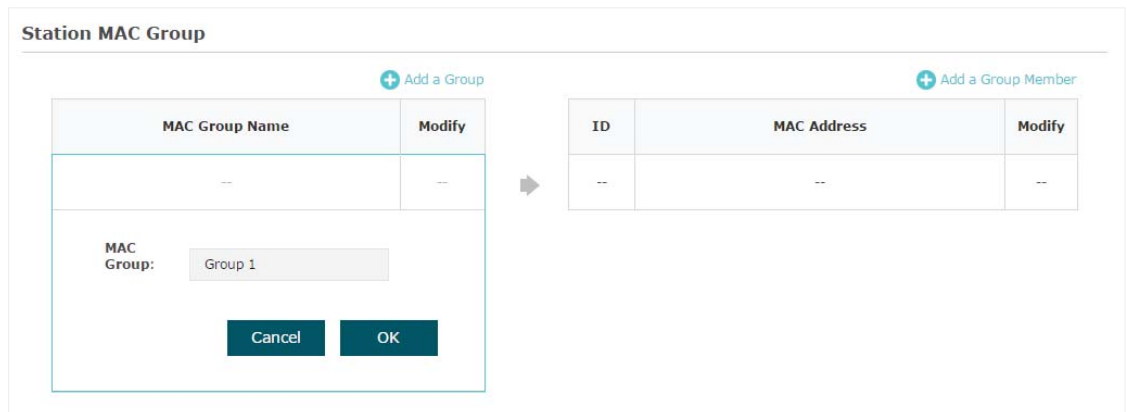 Station MAC Group
Add a Group
Add a Group Member
MAC Group Name Modify
ID MAC Address Modify
-- --
-- -- --
MAC
Group: Group 1
Cancel OK